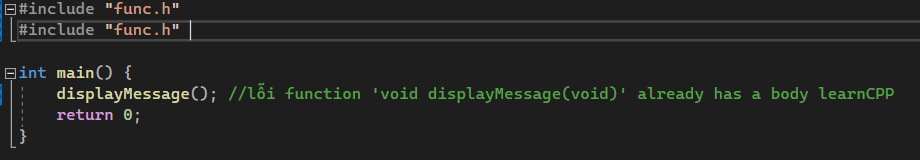 #include "func.h"
#include "func.h"
int main() {
displayMessage(); //lỗi function 'void displayMessage(void)' already has a body learnCPP
return 0;
}